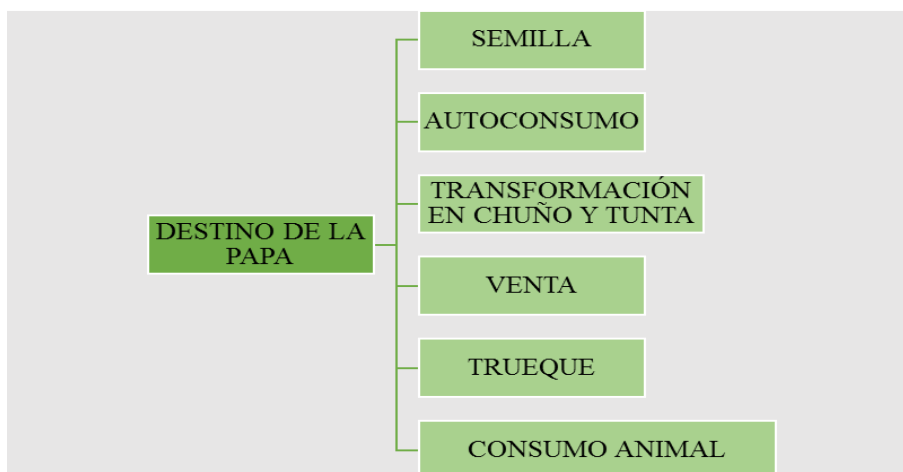 DESTINO DE LA
PAPA
SEMILLA
AUTOCONSUMO
TRANSFORMACIÓN
EN CHUÑO Y TUNTA
VENTA
TRUEQUE
CONSUMO ANIMAL